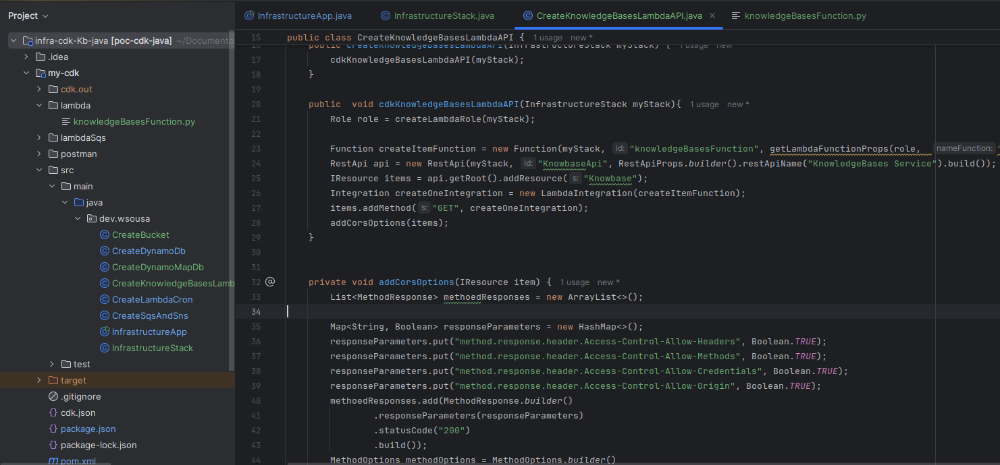 Project
InfrastructureApp.java
InfrastructureStack.java
CreateKnowledgeBasesLambdaAPI.java
knowledgeBasesFunction.py
infra-cdk-Kb-java [poc-cdk-java] ~/Documento
.idea
my-cdk
cdk.out
lambda
knowledgeBasesFunction.py
lambdaSqs
postman
src
main
java
dev.wsousa
CreateBucket
CreateDynamoDb
CreateDynamoMapDb
CreateKnowledgeBasesLamb
CreateLambdaCron
CreateSqsAndSns
InfrastructureApp
InfrastructureStack
test
target
.gitignore
cdk.json
package.json
package-lock.json
pom.xml
15 public class CreateKnowledgeBasesLambdaAPI { 1 usage new *
16 public CreateKnowledgeBasesLambdaAPI(InfrastructureStack myStack) { 1 usage new *
17 cdkKnowledgeBasesLambdaAPI(myStack);
18 }
19
20 public  void cdkKnowledgeBasesLambdaAPI(InfrastructureStack myStack){ 1 usage new *
21 Role role = createLambdaRole(myStack);
22
23 Function createItemFunction = new Function(myStack, id: "knowledgeBasesFunction", getLambdaFunctionProps(role, nameFunction: "
24 RestApi api = new RestApi(myStack, id: "KnowbaseApi", RestApiProps.builder().restApiName("KnowledgeBases Service").build());
25 IResource items = api.getRoot().addResource( s: "Knowbase");
26 Integration createOneIntegration = new LambdaIntegration(createItemFunction);
27 items.addMethod( s: "GET", createOneIntegration);
28 addCorsOptions(items);
29 }
30
31
32 private void addCorsOptions(IResource item) { 1 usage new *
33 List<MethodResponse> methoedResponses = new ArrayList<>();
34
35 Map<String, Boolean> responseParameters = new HashMap<>();
36 responseParameters.put("method.response.header.Access-Control-Allow-Headers", Boolean.TRUE);
37 responseParameters.put("method.response.header.Access-Control-Allow-Methods", Boolean.TRUE);
38 responseParameters.put("method.response.header.Access-Control-Allow-Credentials", Boolean.TRUE);
39 responseParameters.put("method.response.header.Access-Control-Allow-Origin", Boolean.TRUE);
40 methoedResponses.add(MethodResponse.builder()
41 .responseParameters(responseParameters)
42 .statusCode("200")
43 .build());
44 MethodOptions methodOptions = MethodOptions.builder()